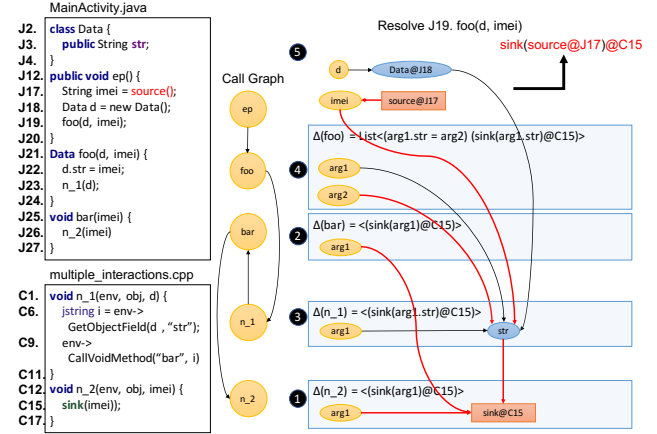 MainActivity.java
J2. class Data {
J3. public String str;
J4. }
J12. public void ep() {
J17. String imei = source();
J18. Data d = new Data();
J19. foo(d, imei);
J20. }
J21. Data foo(d, imei) {
J22. d.str = imei;
J23. n_1(d);
J24. }
J25. void bar(imei) {
J26. n_2(imei)
J27. }
multiple_interactions.cpp
C1. void n_1(env, obj, d) {
C6. jstring i = env->
GetObjectField(d , “str”);
C9. env->
CallVoidMethod(“bar”, i)
C11. }
C12. void n_2(env, obj, imei) {
C15. sink(imei));
C17. }
Call Graph
ep
foo
bar
n_1
n_2
Resolve J19. foo(d, imei)
sink(source@J17)@C15
5
d
Data@J18
imei
source@J17
Δ(foo) = List<(arg1.str = arg2) (sink(arg1.str)@C15)>
4
arg1
arg2
Δ(bar) = <(sink(arg1)@C15)>
2
arg1
Δ(n_1) = <(sink(arg1.str)@C15)>
3
arg1
str
Δ(n_2) = <(sink(arg1)@C15)>
1
arg1
sink@C15